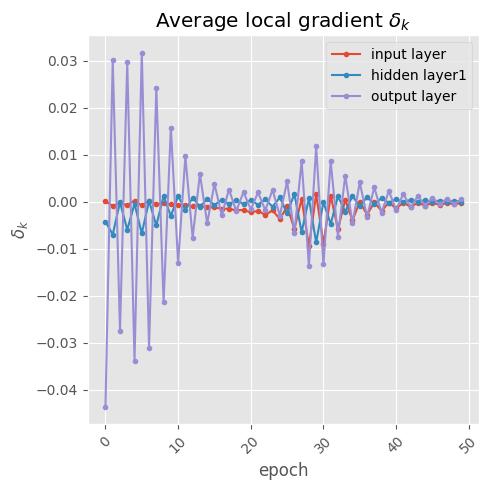 Average local gradient δₖ
input layer
hidden layer1
output layer
0.03
0.02
0.01
0.00
−0.01
−0.02
−0.03
−0.04
δₖ
0
10
20
30
40
50
epoch